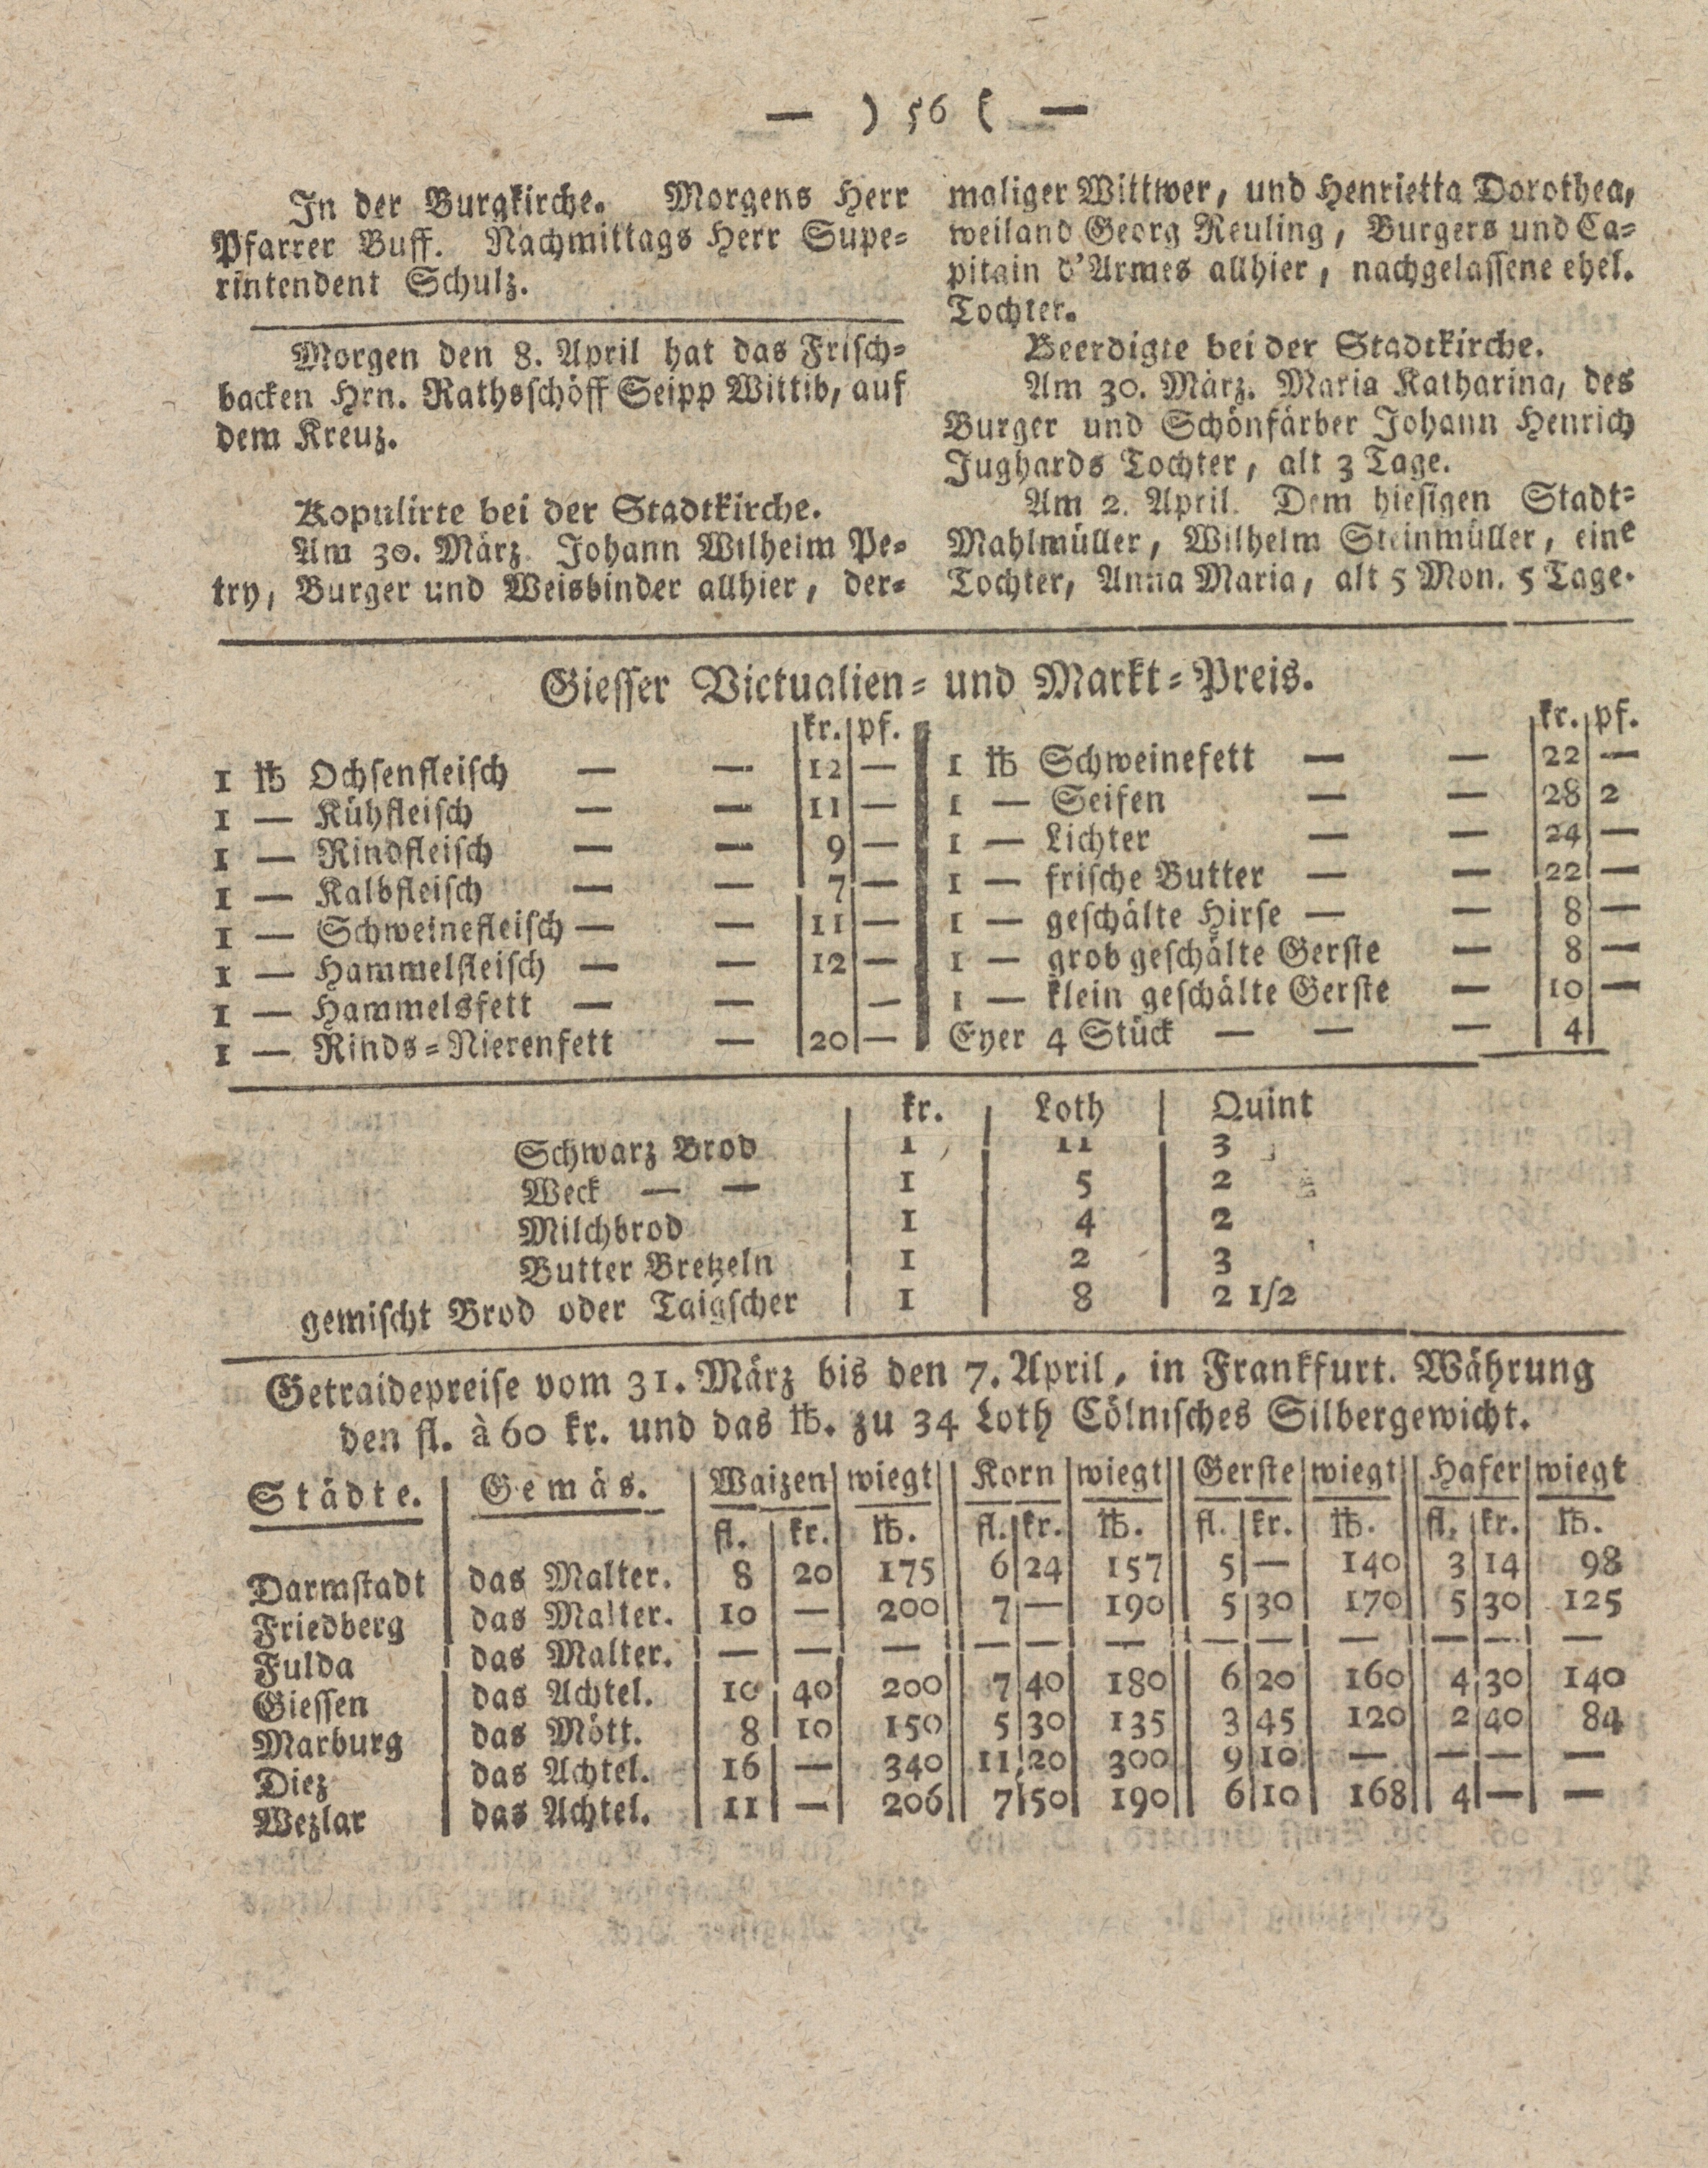 — ) 56 ( —
In der Burgkirche. Morgens Herr
Pfarrer Buff. Nachmittags Herr Supe-
rintendent Schulz.
Morgen den 8. April hat das Frisch-
backen Hrn. Rathsschöff Seipp Wittib, auf
dem Kreuz.
Kopulirte bei der Stadtkirche.
Am 30. März Johann Wilhelm Pe-
try, Burger und Weisbinder allhier, der-
maliger Wittwer, und Henrietta Dorothea,
weiland Georg Reuling, Burgers und Ca-
pitain d'Armes allhier, nachgelassene ehel.
Tochter.
Beerdigte bei der Stadtkirche.
Am 30. März. Maria Katharina, des
Burger und Schönfärber Johann Henrich
Jughards Tochter, alt 3 Tage.
Am 2. April. Dem hiesigen Stadt-
Mahlmüller, Wilhelm Steinmüller, eine
Tochter, Anna Maria, alt 5 Mon. 5 Tage.
Giesser Victualien- und Markt-Preis.
kr. pf.
1 ℔ Ochsenfleisch — — 12 —
1 — Kühfleisch — — 11 —
1 — Rindfleisch — — 9 —
1 — Kalbfleisch — — 7 —
1 — Schweinefleisch — — 11 —
1 — Hammelfleisch — — 12 —
1 — Hammelsfett — — —
1 — Rinds-Nierenfett — 20 —
kr. pf.
1 ℔ Schweinefett — — 22 —
1 — Seifen — — 28 2
1 — Lichter — — 24 —
1 — frische Butter — — 22 —
1 — geschälte Hirse — — 8 —
1 — grob geschälte Gerste — 8 —
1 — klein geschälte Gerste — 10 —
Eyer 4 Stück — — — 4
kr. Loth Quint
Schwarz Brod 1 11 3
Weck — — 1 5 2
Milchbrod 1 4 2
Butter Bretzeln 1 2 3
gemischt Brod oder Taigscher 1 8 2 1/2
Getraidepreise vom 31. März bis den 7. April, in Frankfurt. Währung
den fl. à 60 kr. und das ℔. zu 34 Loth Cölnisches Silbergewicht.
Städte. Gemäs. Waizen wiegt Korn wiegt Gerste wiegt Hafer wiegt
fl. kr. ℔. fl. kr. ℔. fl. kr. ℔. fl. kr. ℔.
Darmstadt das Malter. 8 20 175 6 24 157 5 — 140 3 14 98
Friedberg das Malter. 10 — 200 7 — 190 5 30 170 5 30 125
Fulda das Malter. — — — — — — — — — — — —
Giessen das Achtel. 10 40 200 7 40 180 6 20 160 4 30 140
Marburg das Mött. 8 10 150 5 30 135 3 45 120 2 40 84
Diez das Achtel. 16 — 340 11 20 300 9 10 — — — —
Wezlar das Achtel. 11 — 206 7 50 190 6 10 168 4 — —